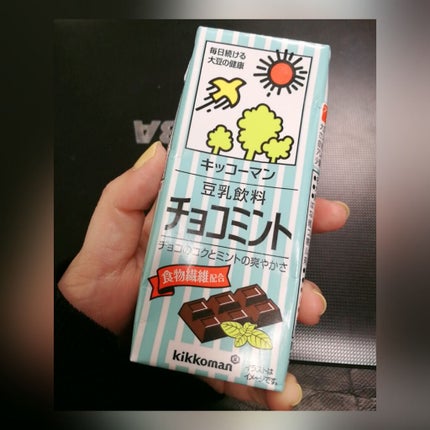 毎日続ける
大豆の健康
キッコーマン
豆乳飲料
チョコミント
チョコのコクとミントの爽やかさ
食物繊維配合
kikkoman®
イラストは
イメージです。
BA